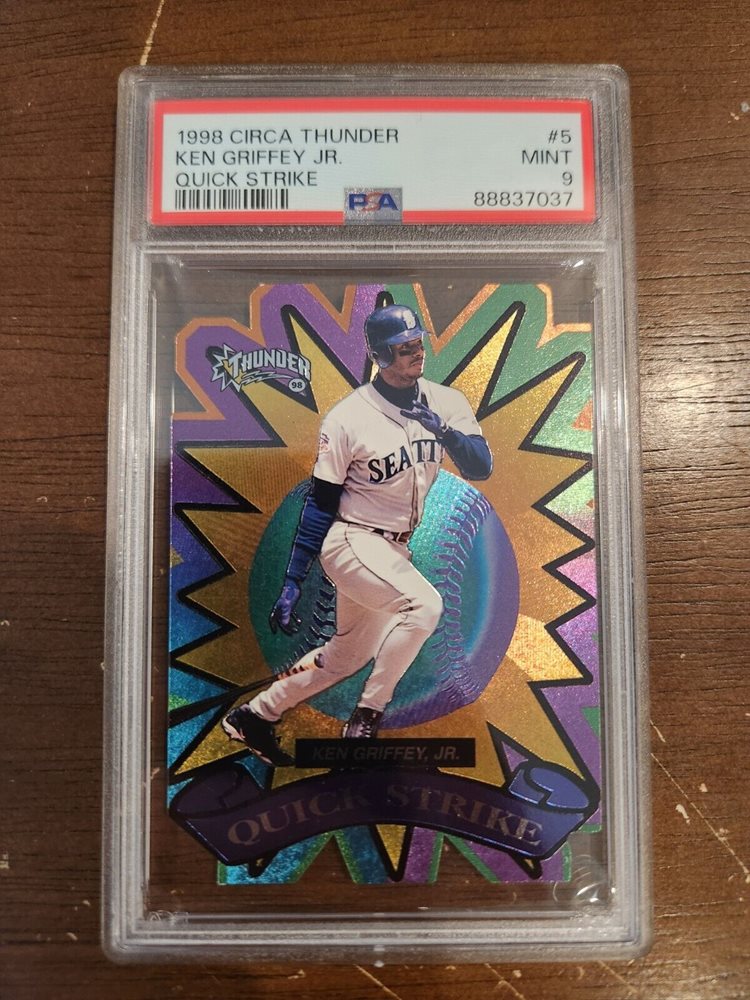 1998 CIRCA THUNDER #5
KEN GRIFFEY JR. MINT
QUICK STRIKE 9
PSA 88837037
THUNDER
98
SEATT
KEN GRIFFEY, JR.
QUICK STRIKE